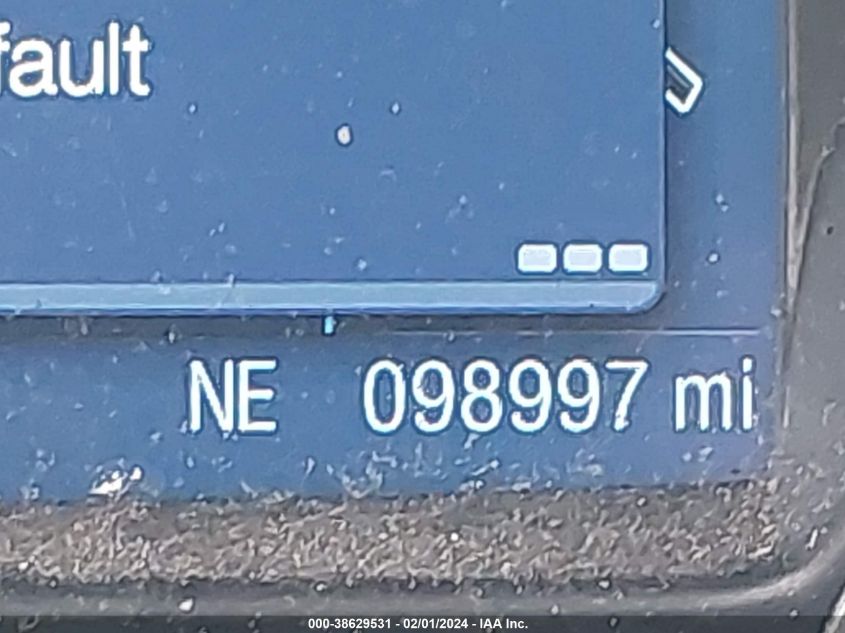 fault
NE 098997 mi
000-38629531 - 02/01/2024 - IAA Inc.